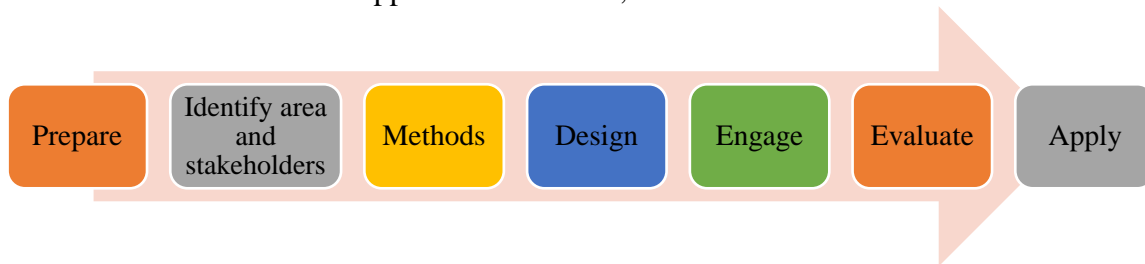 Prepare
Identify area
and
stakeholders
Methods
Design
Engage
Evaluate
Apply